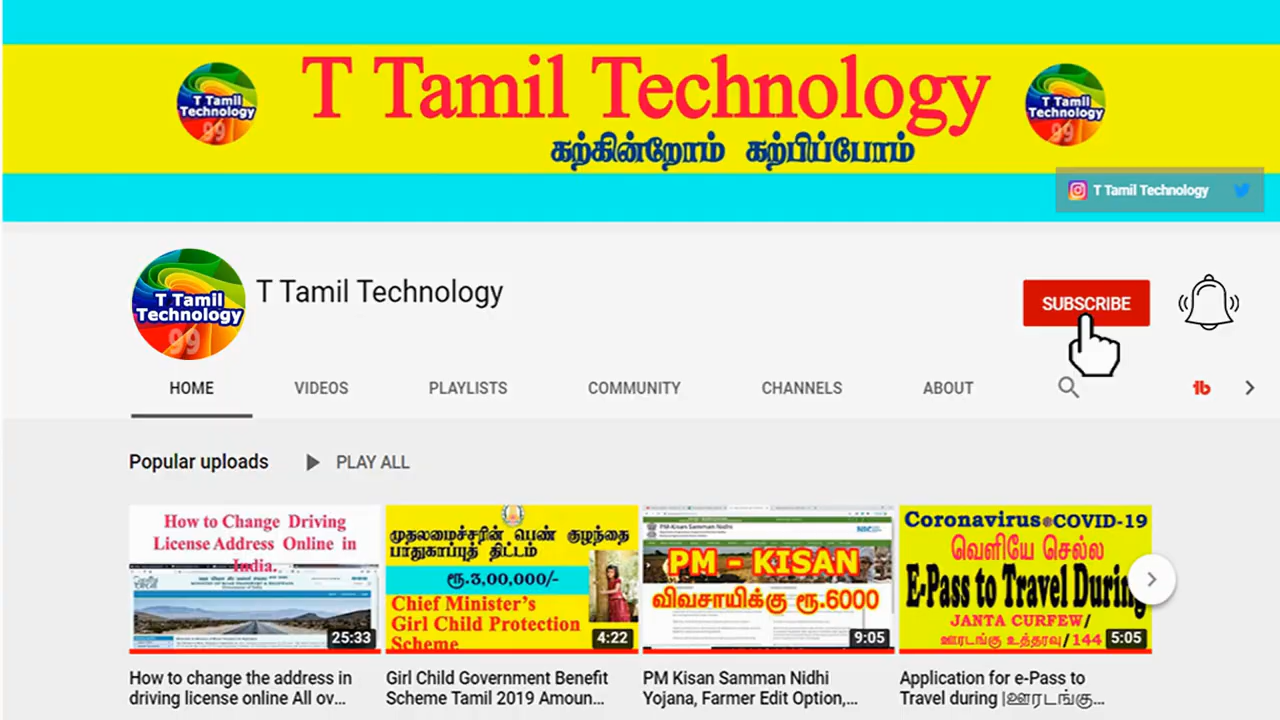 T Tamil Technology
கற்கின்றோம் கற்பிப்போம்
T Tamil
Technology
99
T Tamil
Technology
99
T Tamil Technology
T Tamil
Technology
99
T Tamil Technology
SUBSCRIBE
HOME VIDEOS PLAYLISTS COMMUNITY CHANNELS ABOUT
Popular uploads PLAY ALL
How to Change Driving
License Address Online in
India.
25:33
முதலமைச்சரின் பெண் குழந்தை
பாதுகாப்புத் திட்டம்
ரூ.3,00,000/-
Chief Minister's
Girl Child Protection
Scheme
4:22
PM-Kisan Samman Nidhi
PM - KISAN
விவசாயிக்கு ரூ.6000
9:05
Coronavirus COVID-19
வெளியே செல்ல
E-Pass to Travel During
JANTA CURFEW/
ஊரடங்கு உத்தரவு/144
5:05
How to change the address in
driving license online All ov...
Girl Child Government Benefit
Scheme Tamil 2019 Amoun...
PM Kisan Samman Nidhi
Yojana, Farmer Edit Option,...
Application for e-Pass to
Travel during |ஊரடங்கு...